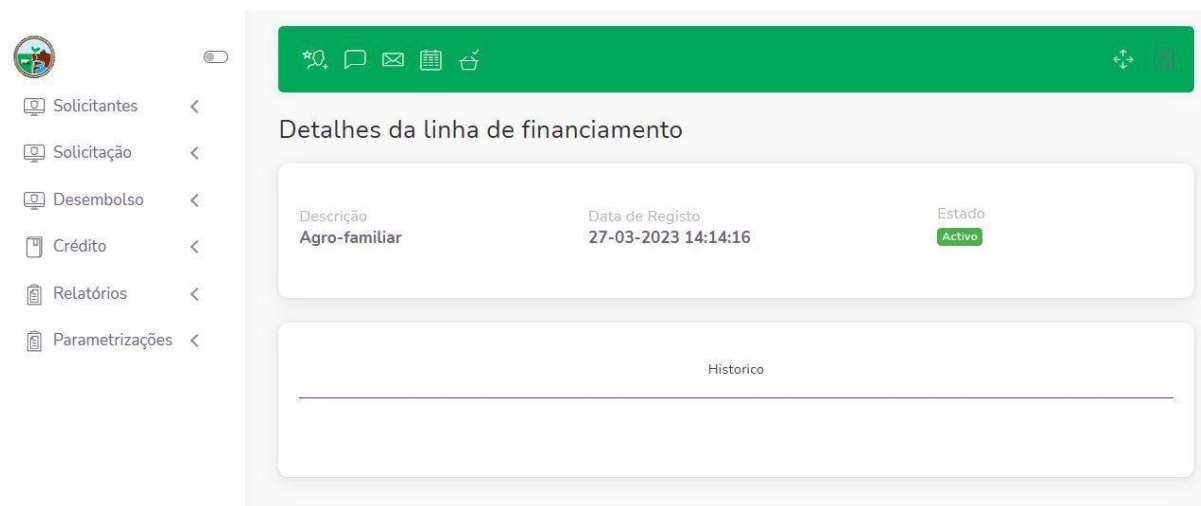 Solicitantes
Solicitação
Desembolso
Crédito
Relatórios
Parametrizações
Detalhes da linha de financiamento
Descrição
Agro-familiar
Data de Registo
27-03-2023 14:14:16
Estado
Activo
Historico